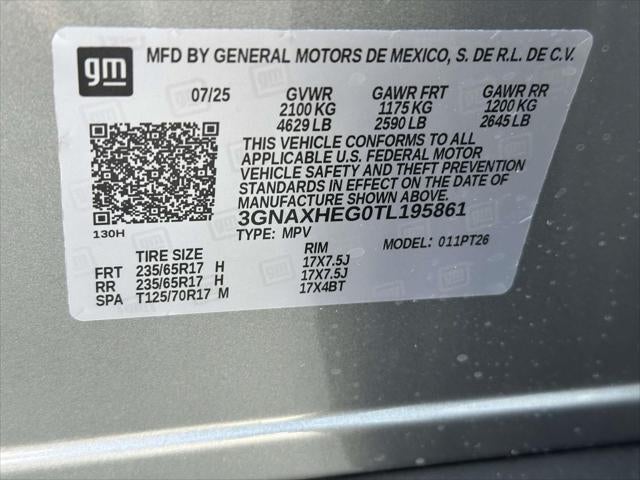 gm
MFD BY GENERAL MOTORS DE MEXICO, S. DE R.L. DE C.V.
07/25 GVWR GAWR FRT GAWR RR
2100 KG 1175 KG 1200 KG
4629 LB 2590 LB 2645 LB
THIS VEHICLE CONFORMS TO ALL
APPLICABLE U.S. FEDERAL MOTOR
VEHICLE SAFETY AND THEFT PREVENTION
STANDARDS IN EFFECT ON THE DATE OF
MANUFACTURE SHOWN ABOVE.
3GNAXHEG0TL195861
130H
TYPE: MPV MODEL: 011PT26
TIRE SIZE RIM
FRT 235/65R17 H 17X7.5J
RR 235/65R17 H 17X7.5J
SPA T125/70R17 M 17X4BT